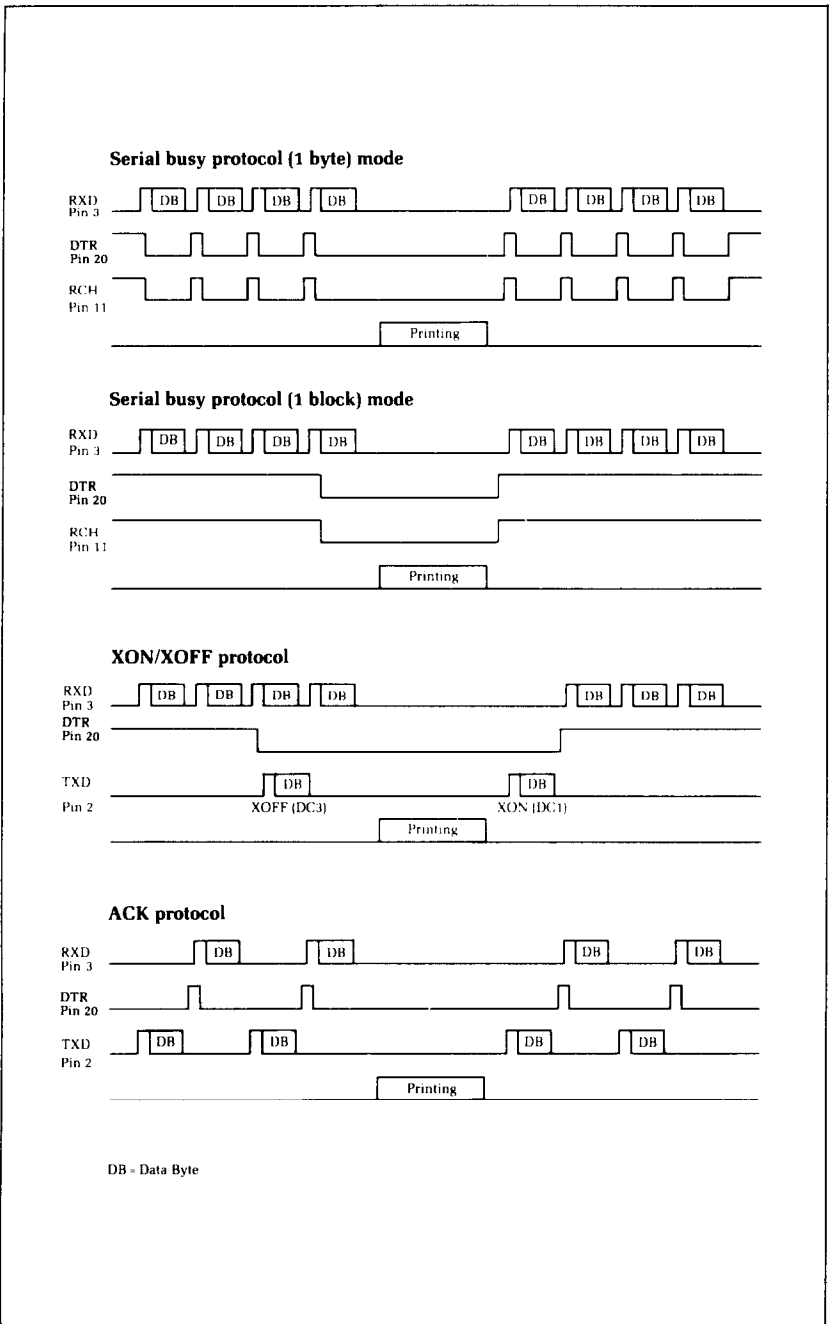 Serial busy protocol (1 byte) mode
RXD
Pin 3
DB DB DB DB DB DB DB DB
DTR
Pin 20
RCH
Pin 11
Printing
Serial busy protocol (1 block) mode
RXD
Pin 3
DB DB DB DB DB DB DB DB
DTR
Pin 20
RCH
Pin 11
Printing
XON/XOFF protocol
RXD
Pin 3
DB DB DB DB DB DB DB
DTR
Pin 20
TXD
DB DB
Pin 2
XOFF (DC3) XON (DC1)
Printing
ACK protocol
RXD
Pin 3
DB DB DB DB
DTR
Pin 20
TXD
Pin 2
DB DB DB DB
Printing
DB = Data Byte